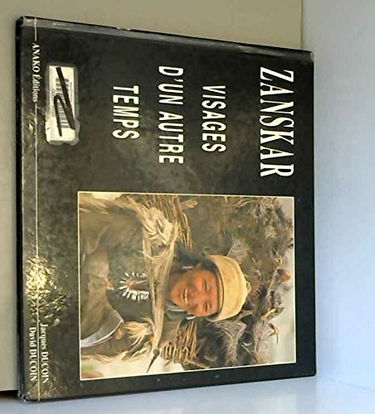 ZANSKAR
VISAGES
D'UN AUTRE
TEMPS
Jacques DUCOIN
David DUCOIN
ANAKO Editions